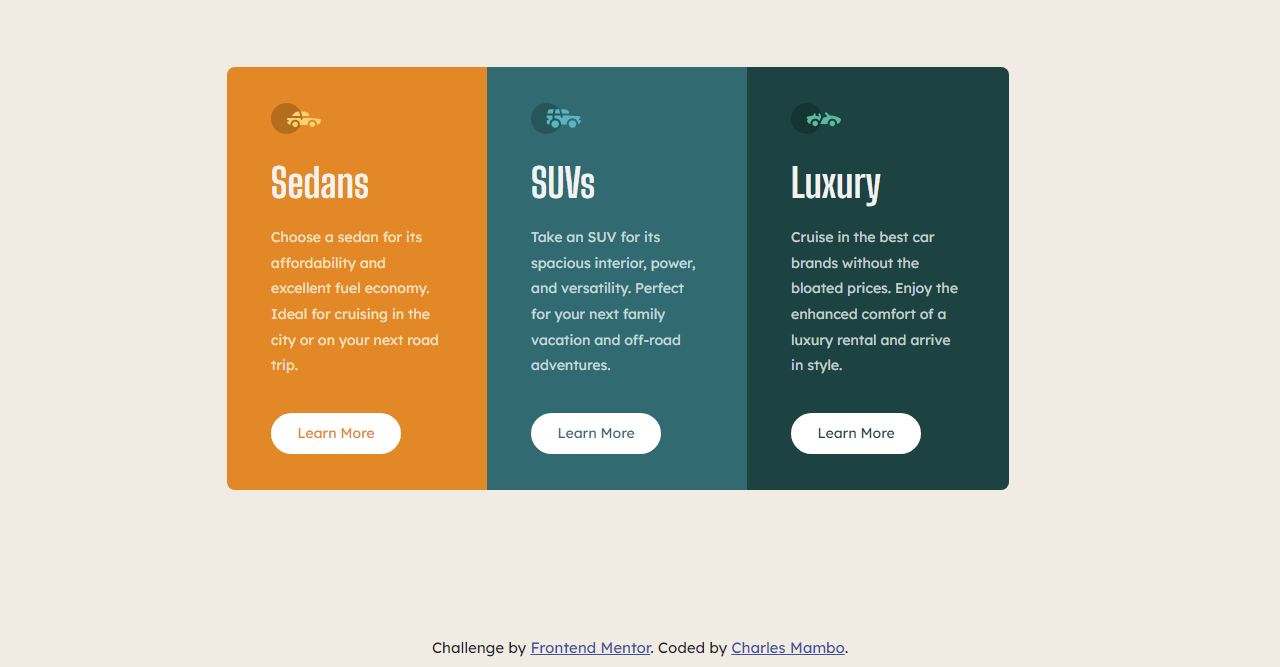 Sedans
Choose a sedan for its
affordability and
excellent fuel economy.
Ideal for cruising in the
city or on your next road
trip.
Learn More
SUVs
Take an SUV for its
spacious interior, power,
and versatility. Perfect
for your next family
vacation and off-road
adventures.
Learn More
Luxury
Cruise in the best car
brands without the
bloated prices. Enjoy the
enhanced comfort of a
luxury rental and arrive
in style.
Learn More
Challenge by Frontend Mentor. Coded by Charles Mambo.